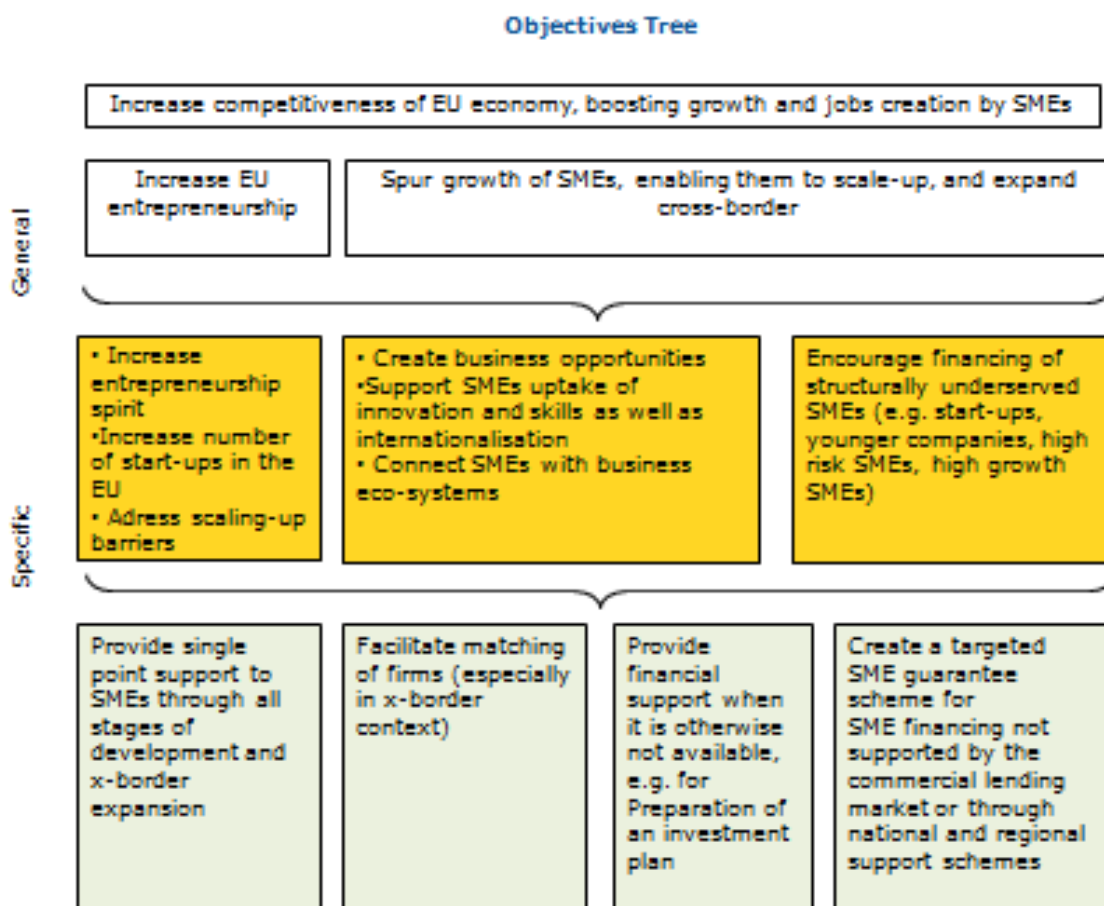 Objectives Tree
Increase competitiveness of EU economy, boosting growth and jobs creation by SMEs
General
Increase EU
entrepreneurship
Spur growth of SMEs, enabling them to scale-up, and expand
cross-border
Specific
• Increase
entrepreneurship
spirit
•Increase number
of start-ups in the
EU
• Adress scaling-up
barriers
• Create business opportunities
•Support SMEs uptake of
innovation and skills as well as
internationalisation
• Connect SMEs with business
eco-systems
Encourage financing of
structurally underserved
SMEs (e.g. start-ups,
younger companies, high
risk SMEs, high growth
SMEs)
Provide single
point support to
SMEs through all
stages of
development and
x-border
expansion
Facilitate matching
of firms (especially
in x-border
context)
Provide
financial
support when
it is otherwise
not available,
e.g. for
Preparation of
an investment
plan
Create a targeted
SME guarantee
scheme for
SME financing not
supported by the
commercial lending
market or through
national and regional
support schemes